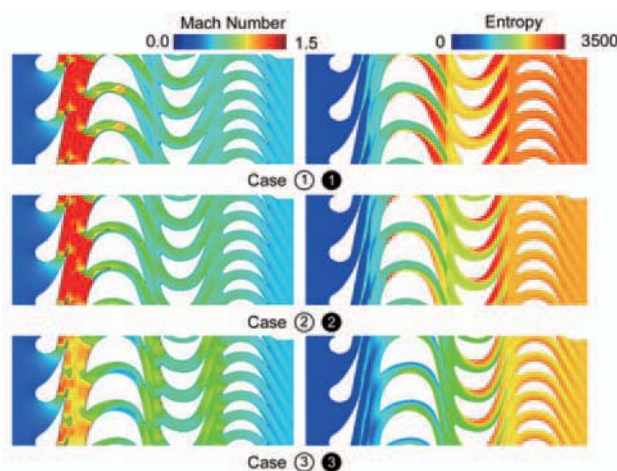 Mach Number
0.0 1.5
Entropy
0 3500
Case ① ❶
Case ② ❷
Case ③ ❸